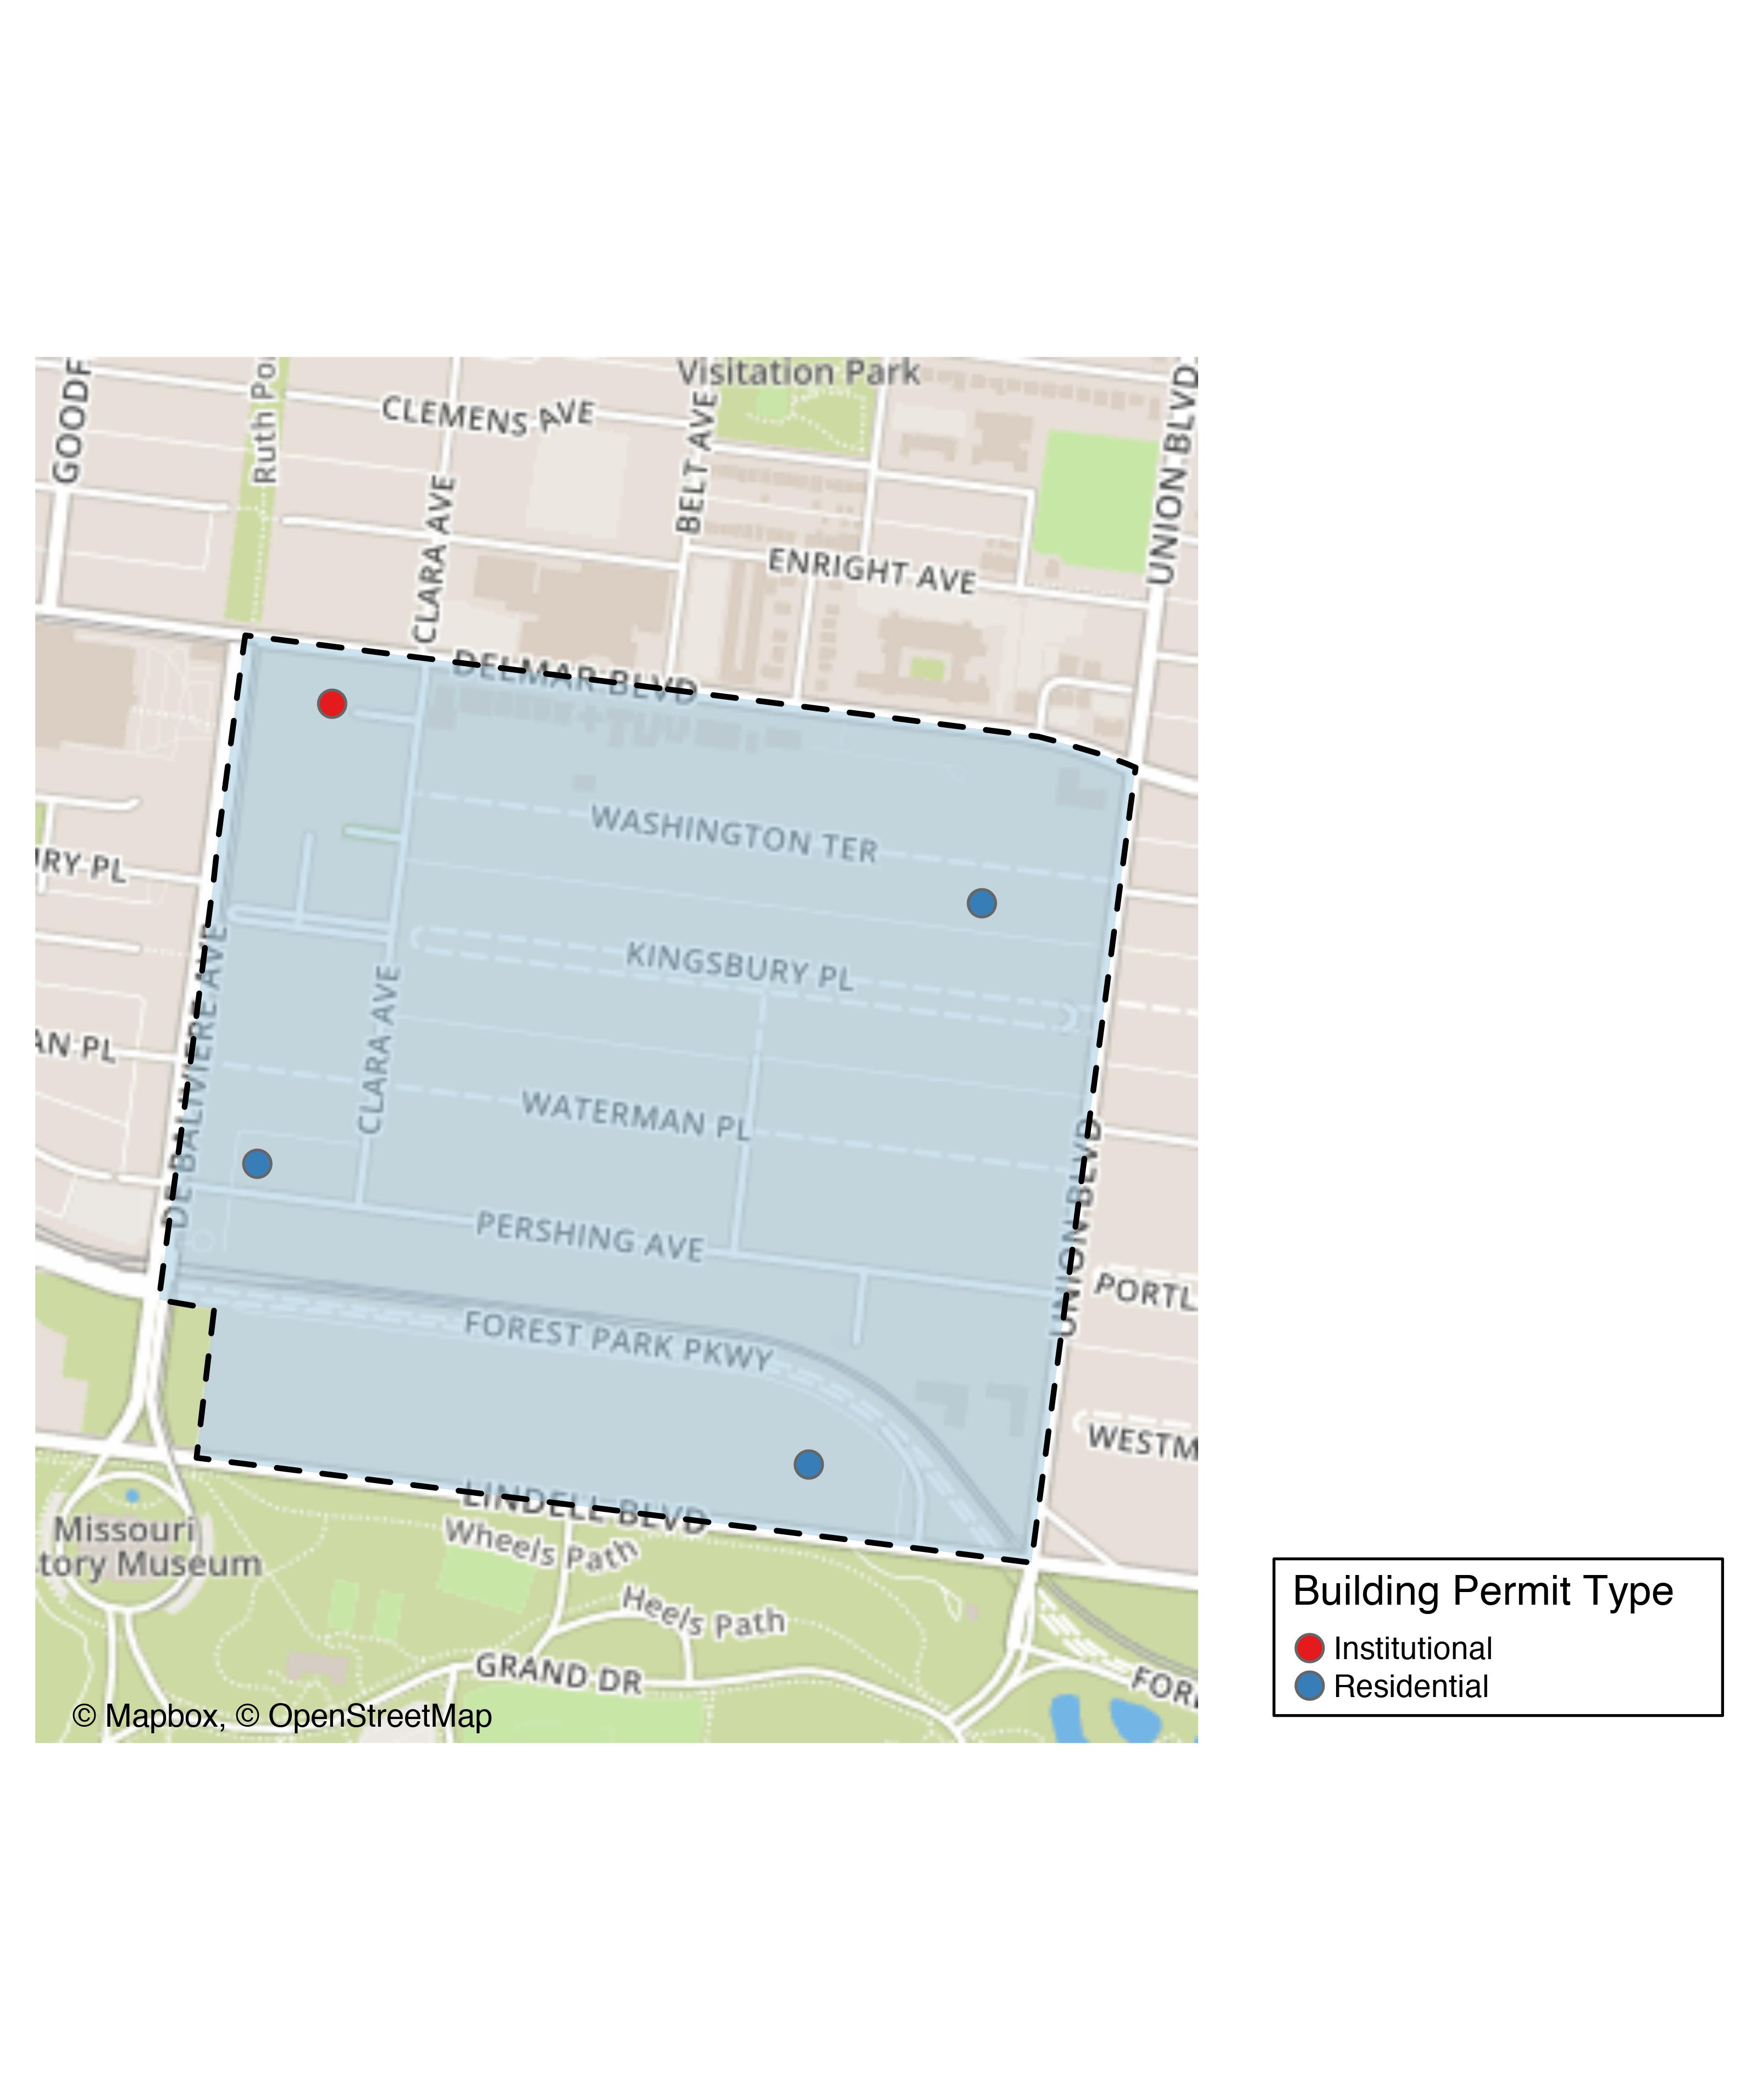 Visitation Park
GOODF
Ruth Po
CLEMENS AVE
BELT AVE
UNION BLVD
CLARA AVE
ENRIGHT AVE
DELMAR BLVD
WASHINGTON TER
RY PL
KINGSBURY PL
DE BALIVIERE AVE
CLARA AVE
AN PL
WATERMAN PL
UNION BLVD
PERSHING AVE
PORTL
FOREST PARK PKWY
WESTM
LINDELL BLVD
Wheels Path
Missouri
tory Museum
Heels Path
GRAND DR
FOR
© Mapbox, © OpenStreetMap
Building Permit Type
Institutional
Residential